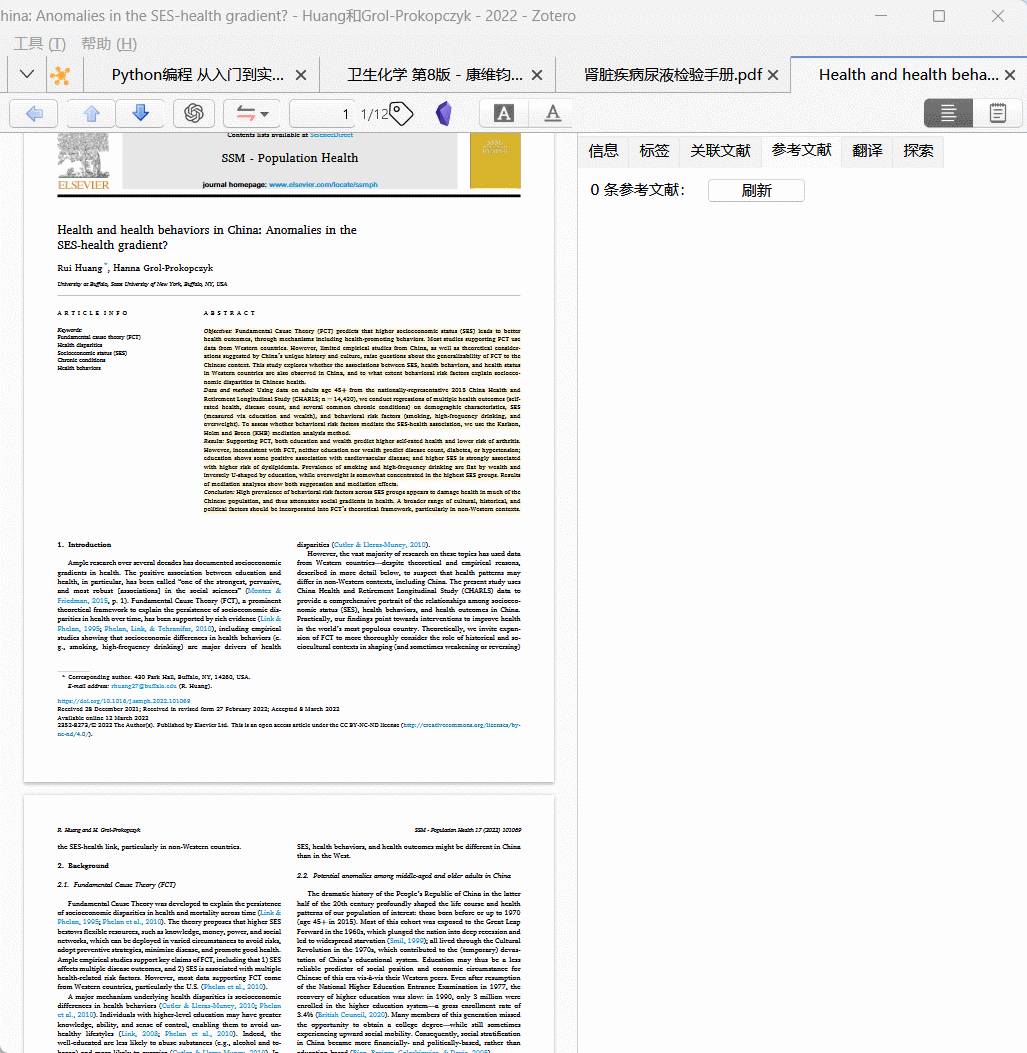 hina: Anomalies in the SES-health gradient? - Huang和Grol-Prokopczyk - 2022 - Zotero
工具 (T) 帮助 (H)
Python编程 从入门到实...
卫生化学 第8版 - 康维钧...
肾脏疾病尿液检验手册.pdf
Health and health beha...
1 1/12
A A
信息 标签 关联文献 参考文献 翻译 探索
0 条参考文献： 刷新
Contents lists available at ScienceDirect
SSM - Population Health
journal homepage: www.elsevier.com/locate/ssmph
ELSEVIER
Health and health behaviors in China: Anomalies in the
SES-health gradient?
Rui Huang *, Hanna Grol-Prokopczyk
University at Buffalo, State University of New York, Buffalo, NY, USA
ARTICLE INFO
Keywords:
Fundamental cause theory (FCT)
Health disparities
Socioeconomic status (SES)
Chronic conditions
Health behaviors
ABSTRACT
Objectives: Fundamental Cause Theory (FCT) predicts that higher socioeconomic status (SES) leads to better
health outcomes, through mechanisms including health-promoting behaviors. Most studies supporting FCT use
data from Western countries. However, limited empirical studies from China, as well as theoretical consider-
ations suggested by China's unique history and culture, raise questions about the generalizability of FCT to the
Chinese context. This study explores whether the associations between SES, health behaviors, and health status
in Western countries are also observed in China, and to what extent behavioral risk factors explain socioeco-
nomic disparities in Chinese health.
Data and method: Using data on adults age 45+ from the nationally-representative 2015 China Health and
Retirement Longitudinal Study (CHARLS; n = 14,420), we conduct regressions of multiple health outcomes (self-
rated health, disease count, and several common chronic conditions) on demographic characteristics, SES
(measured via education and wealth), and behavioral risk factors (smoking, high-frequency drinking, and
overweight). To assess whether behavioral risk factors mediate the SES-health association, we use the Karlson,
Holm and Breen (KHB) mediation analysis method.
Results: Supporting FCT, both education and wealth predict higher self-rated health and lower risk of arthritis.
However, inconsistent with FCT, neither education nor wealth predict disease count, diabetes, or hypertension;
education shows some positive association with cardiovascular disease; and higher SES is strongly associated
with higher risk of dyslipidemia. Prevalence of smoking and high-frequency drinking are flat by wealth and
inversely U-shaped by education, while overweight is somewhat concentrated in the highest SES groups. Results
of mediation analyses show both suppression and mediation effects.
Conclusion: High prevalence of behavioral risk factors across SES groups appears to damage health in much of the
Chinese population, and thus attenuates social gradients in health. A broader range of cultural, historical, and
political factors should be incorporated into FCT's theoretical framework, particularly in non-Western contexts.
1. Introduction
Ample research over several decades has documented socioeconomic
gradients in health. The positive association between education and
health, in particular, has been called "one of the strongest, pervasive,
and most robust [associations] in the social sciences" (Montez &
Friedman, 2015, p. 1). Fundamental Cause Theory (FCT), a prominent
theoretical framework to explain the persistence of socioeconomic dis-
parities in health over time, has been supported by rich evidence (Link &
Phelan, 1995; Phelan, Link, & Tehranifar, 2010), including empirical
studies showing that socioeconomic differences in health behaviors (e.
g., smoking, high-frequency drinking) are major drivers of health
disparities (Cutler & Lleras-Muney, 2010).
However, the vast majority of research on these topics has used data
from Western countries—despite theoretical and empirical reasons,
described in more detail below, to suspect that health patterns may
differ in non-Western contexts, including China. The present study uses
China Health and Retirement Longitudinal Study (CHARLS) data to
provide a comprehensive portrait of the relationships among socioeco-
nomic status (SES), health behaviors, and health outcomes in China.
Practically, our findings point towards interventions to improve health
in the world's most populous country. Theoretically, we invite expan-
sion of FCT to more thoroughly consider the role of historical and so-
ciocultural contexts in shaping (and sometimes weakening or reversing)
* Corresponding author. 430 Park Hall, Buffalo, NY, 14260, USA.
E-mail address: rhuang27@buffalo.edu (R. Huang).
https://doi.org/10.1016/j.ssmph.2022.101069
Received 28 December 2021; Received in revised form 27 February 2022; Accepted 8 March 2022
Available online 12 March 2022
2352-8273/© 2022 The Author(s). Published by Elsevier Ltd. This is an open access article under the CC BY-NC-ND license (http://creativecommons.org/licenses/by-
nc-nd/4.0/).
R. Huang and H. Grol-Prokopczyk
SSM - Population Health 17 (2022) 101069
the SES-health link, particularly in non-Western countries.
2. Background
2.1. Fundamental Cause Theory (FCT)
Fundamental Cause Theory was developed to explain the persistence
of socioeconomic disparities in health and mortality across time (Link &
Phelan, 1995; Phelan et al., 2010). The theory proposes that higher SES
bestows flexible resources, such as knowledge, money, power, and social
networks, which can be deployed in varied circumstances to avoid risks,
adopt preventive strategies, minimize disease, and promote good health.
Ample empirical studies support key claims of FCT, including that 1) SES
affects multiple disease outcomes, and 2) SES is associated with multiple
health-related risk factors. However, most data supporting FCT come
from Western countries, particularly the U.S. (Phelan et al., 2010).
A major mechanism underlying health disparities is socioeconomic
differences in health behaviors (Cutler & Lleras-Muney, 2010; Phelan
et al., 2010). Individuals with higher-level education may have greater
knowledge, ability, and sense of control, enabling them to avoid un-
healthy lifestyles (Link, 2008; Phelan et al., 2010). Indeed, the
well-educated are less likely to abuse substances (e.g., alcohol and to-
SES, health behaviors, and health outcomes might be different in China
than in the West.
2.2. Potential anomalies among middle-aged and older adults in China
The dramatic history of the People's Republic of China in the latter
half of the 20th century profoundly shaped the life course and health
patterns of our population of interest: those born before or up to 1970
(age 45+ in 2015). Most of this cohort was exposed to the Great Leap
Forward in the 1960s, which plunged the nation into deep recession and
led to widespread starvation (Smil, 1999); all lived through the Cultural
Revolution in the 1970s, which contributed to the (temporary) devas-
tation of China's educational system. Education may thus be a less
reliable predictor of social position and economic circumstance for
Chinese of this era vis-à-vis their Western peers. Even after resumption
of the National Higher Education Entrance Examination in 1977, the
recovery of higher education was slow: in 1990, only 3 million were
enrolled in the higher education system—a gross enrollment rate of
3.4% (British Council, 2020). Many members of this generation missed
the opportunity to obtain a college degree—while still sometimes
experiencing upward social mobility. Consequently, social stratification
in China became more financially- and politically-based, rather than